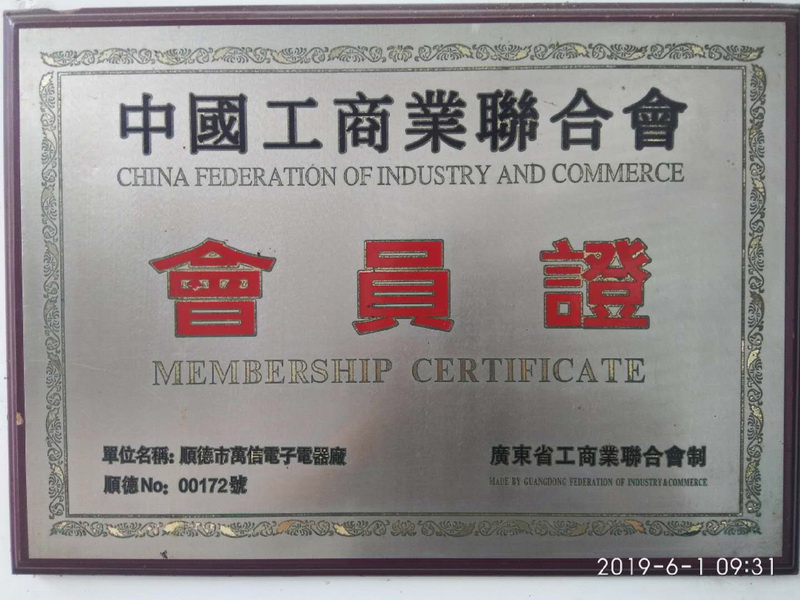 中國工商業聯合會
CHINA FEDERATION OF INDUSTRY AND COMMERCE
會員證
MEMBERSHIP CERTIFICATE
單位名稱: 順德市萬信電子電器廠
順德No: 00172號
廣東省工商業聯合會制
MADE BY GUANGDONG FEDERATION OF INDUSTRY&COMMERCE
2019-6-1 09:31